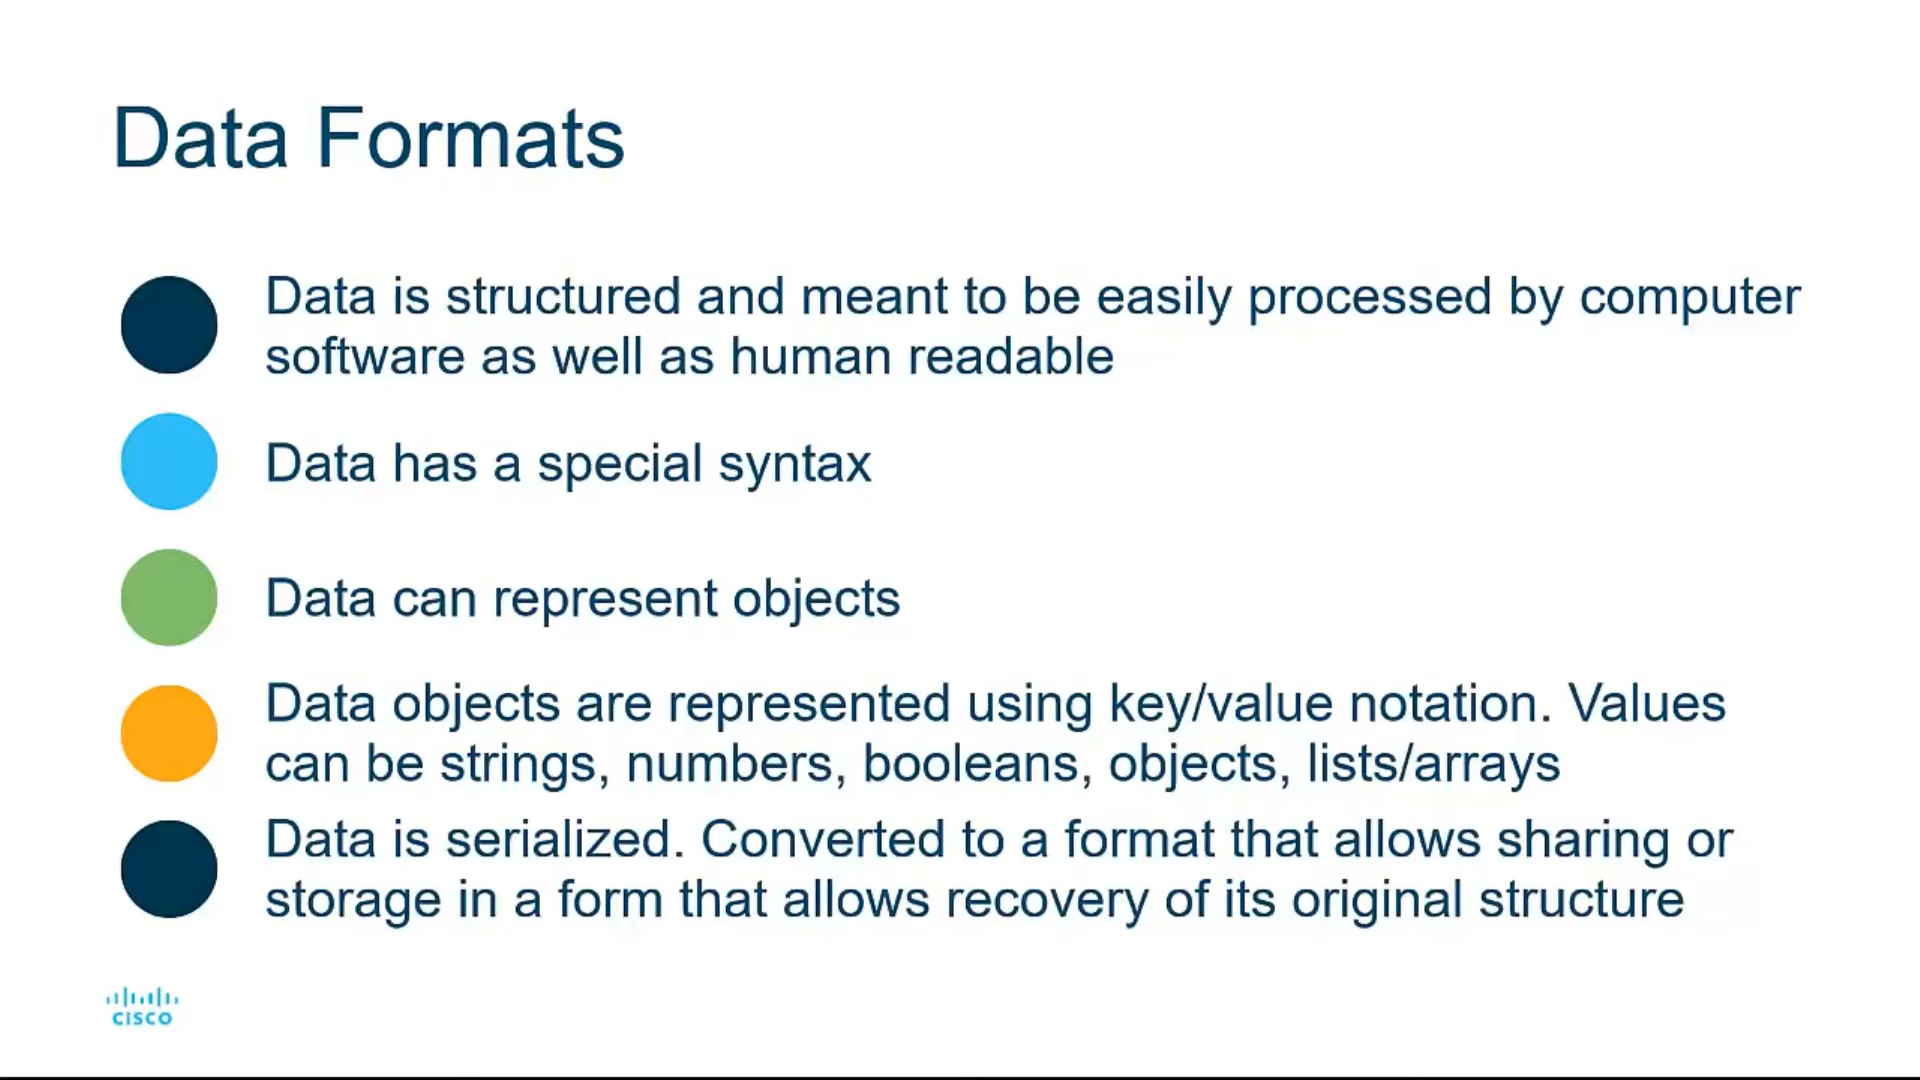 Data Formats
Data is structured and meant to be easily processed by computer
software as well as human readable
Data has a special syntax
Data can represent objects
Data objects are represented using key/value notation. Values
can be strings, numbers, booleans, objects, lists/arrays
Data is serialized. Converted to a format that allows sharing or
storage in a form that allows recovery of its original structure
CISCO